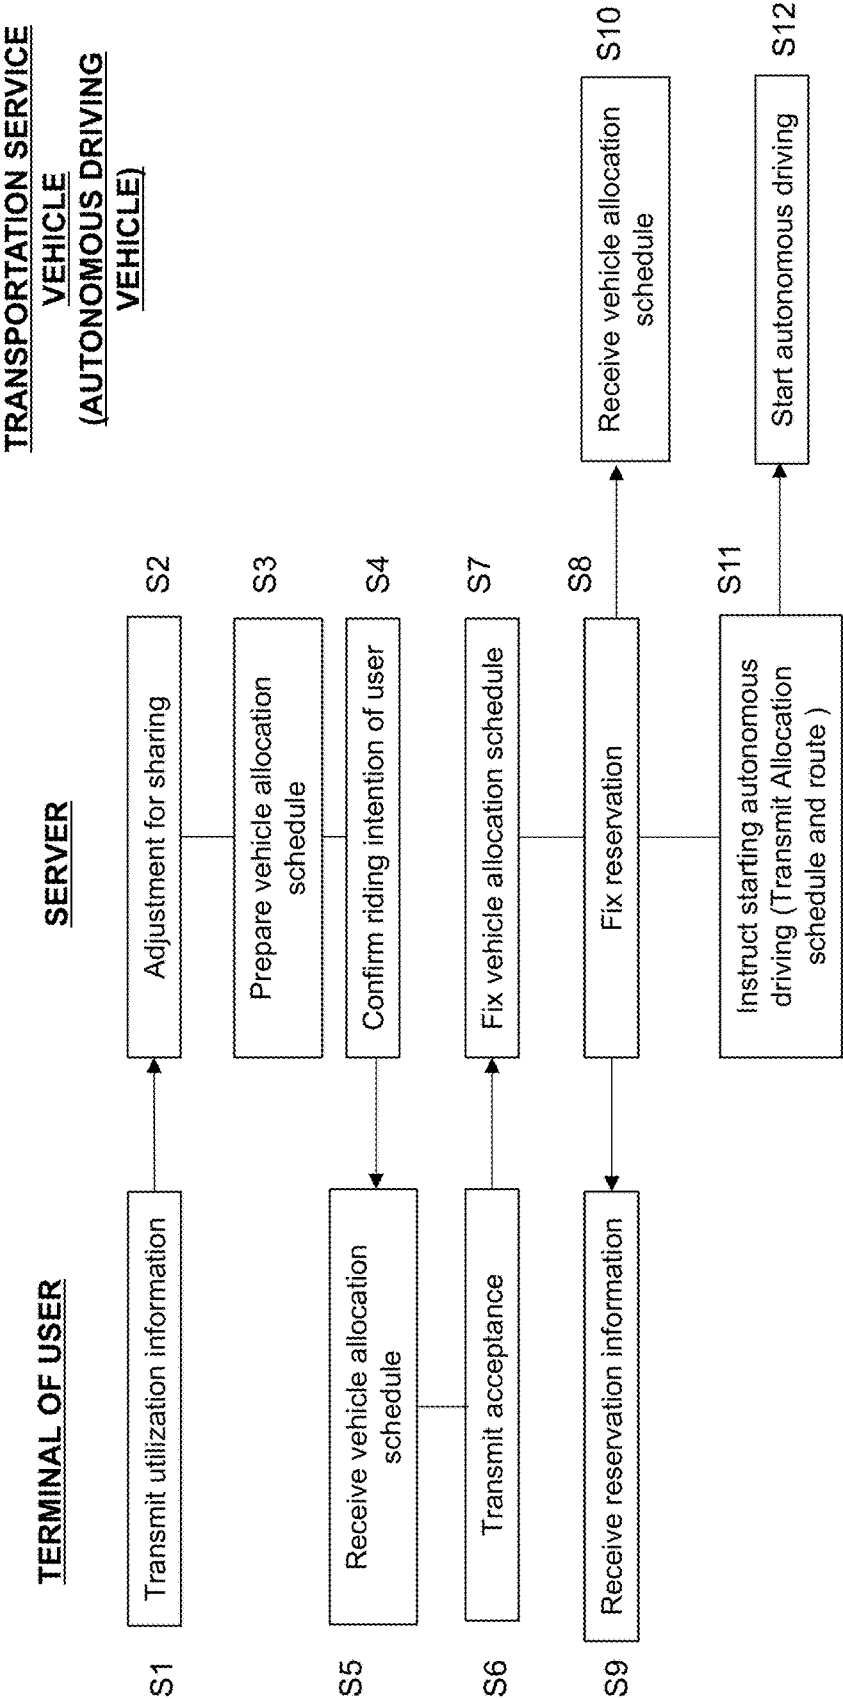 TERMINAL OF USER
SERVER
TRANSPORTATION SERVICE
VEHICLE
(AUTONOMOUS DRIVING
VEHICLE)
S1
Transmit utilization information
Adjustment for sharing
S2
Prepare vehicle allocation
schedule
S3
Confirm riding intention of user
S4
S5
Receive vehicle allocation
schedule
S6
Transmit acceptance
Fix vehicle allocation schedule
S7
Fix reservation
S8
S9
Receive reservation information
Receive vehicle allocation
schedule
S10
Instruct starting autonomous
driving (Transmit Allocation
schedule and route )
S11
Start autonomous driving
S12